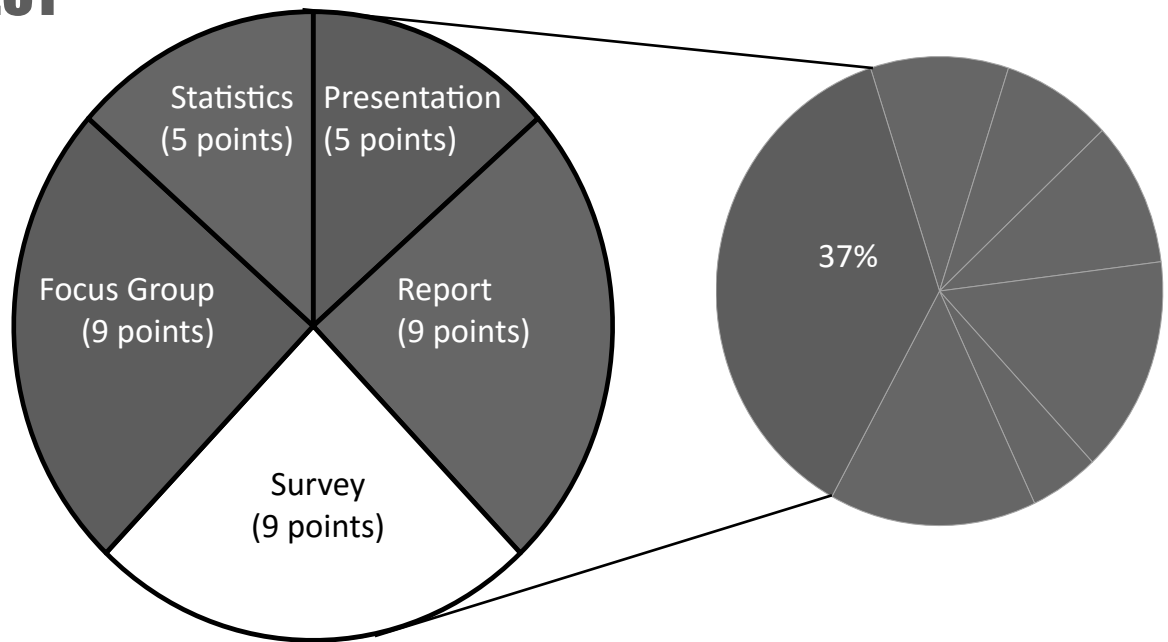 Statistics
(5 points)
Presentation
(5 points)
Focus Group
(9 points)
Report
(9 points)
Survey
(9 points)
37%